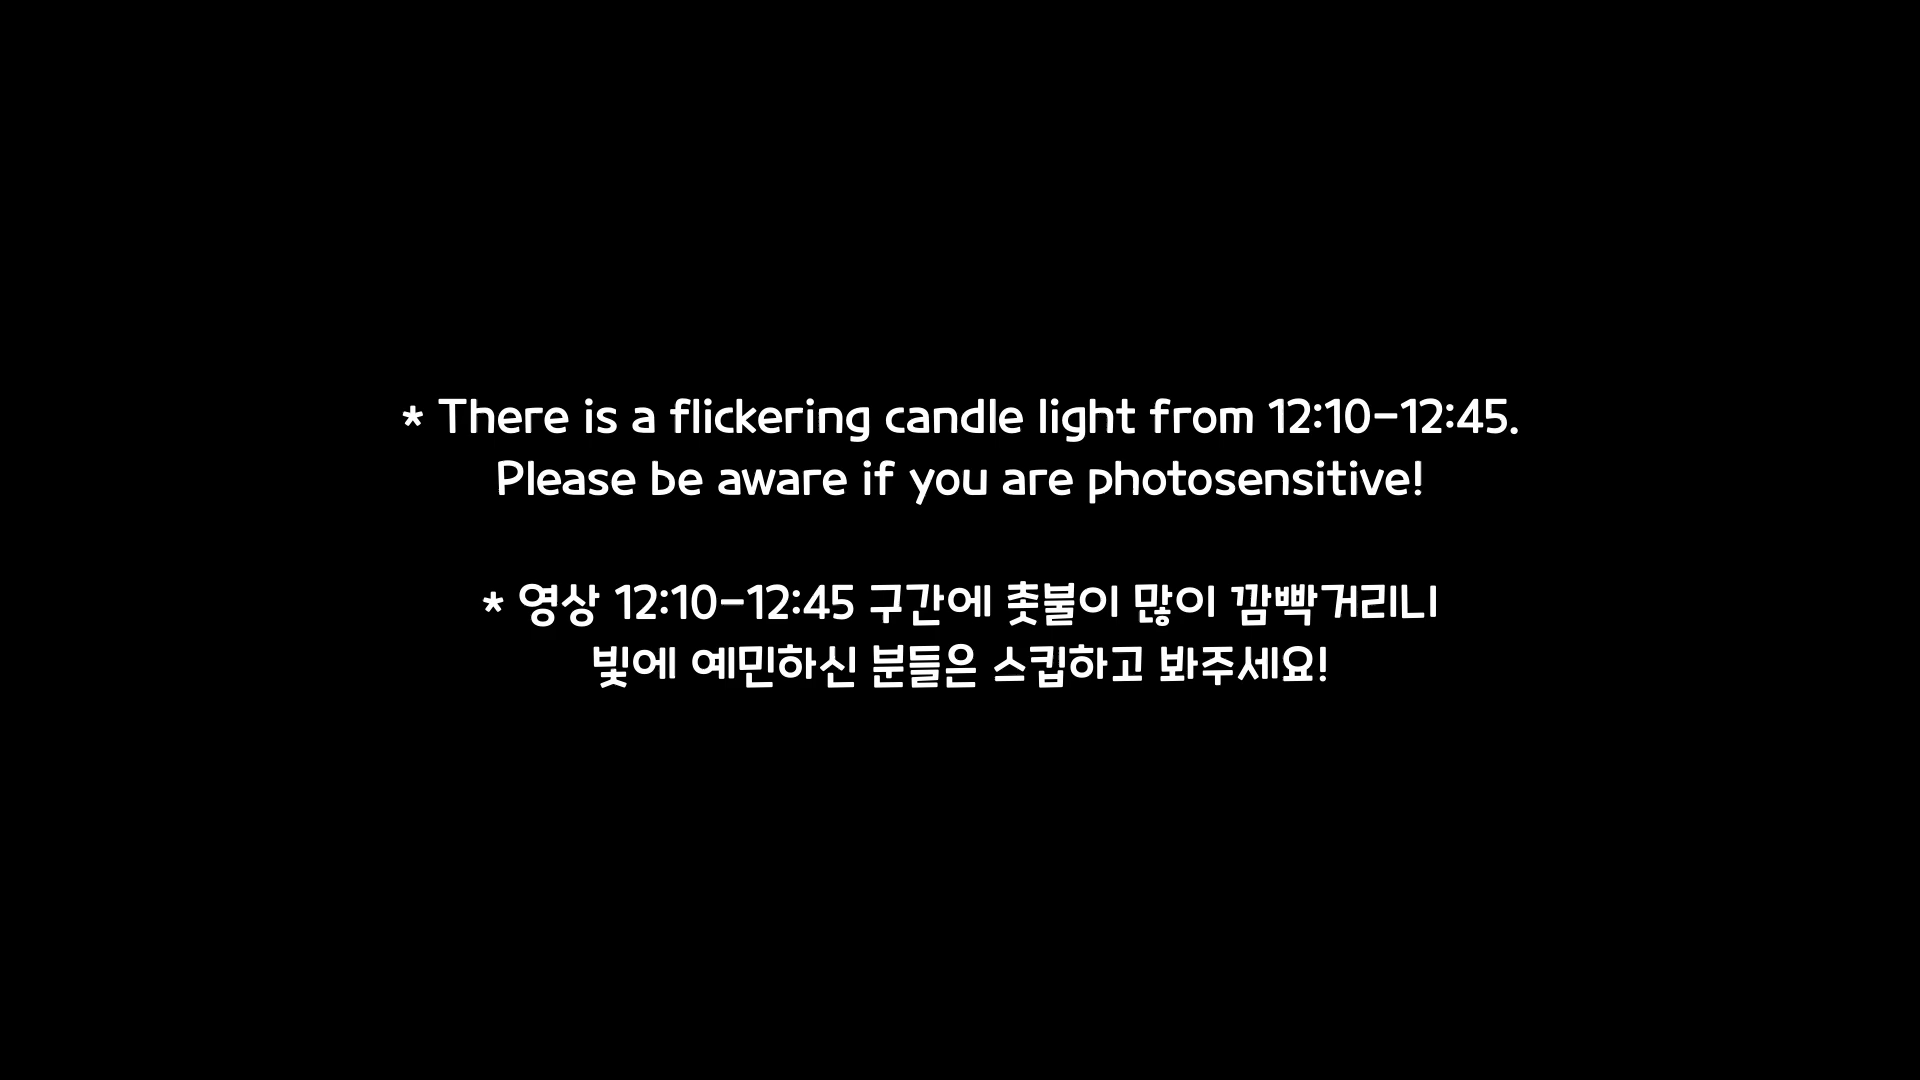 * There is a flickering candle light from 12:10-12:45.
Please be aware if you are photosensitive!
* 영상 12:10-12:45 구간에 촛불이 많이 깜빡거리니
빛에 예민하신 분들은 스킵하고 봐주세요!